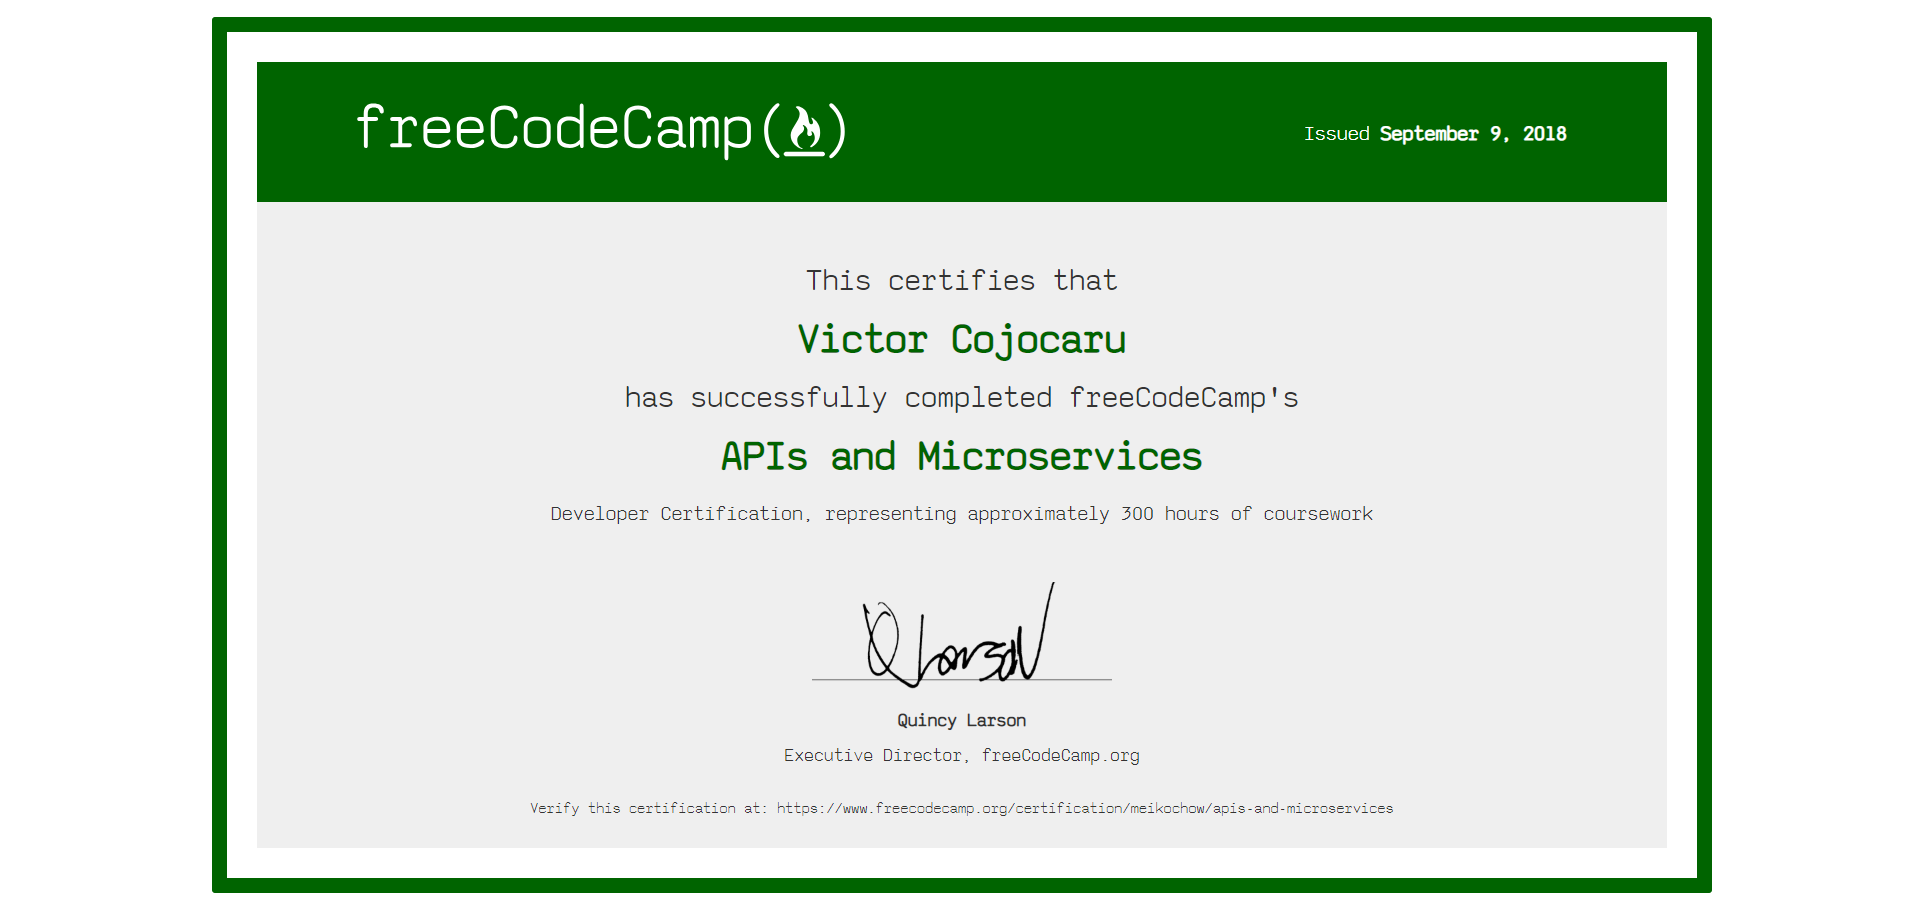 freeCodeCamp(🔥)
Issued September 9, 2018
This certifies that
Victor Cojocaru
has successfully completed freeCodeCamp's
APIs and Microservices
Developer Certification, representing approximately 300 hours of coursework
Q Larson
Quincy Larson
Executive Director, freeCodeCamp.org
Verify this certification at: https://www.freecodecamp.org/certification/meikochow/apis-and-microservices